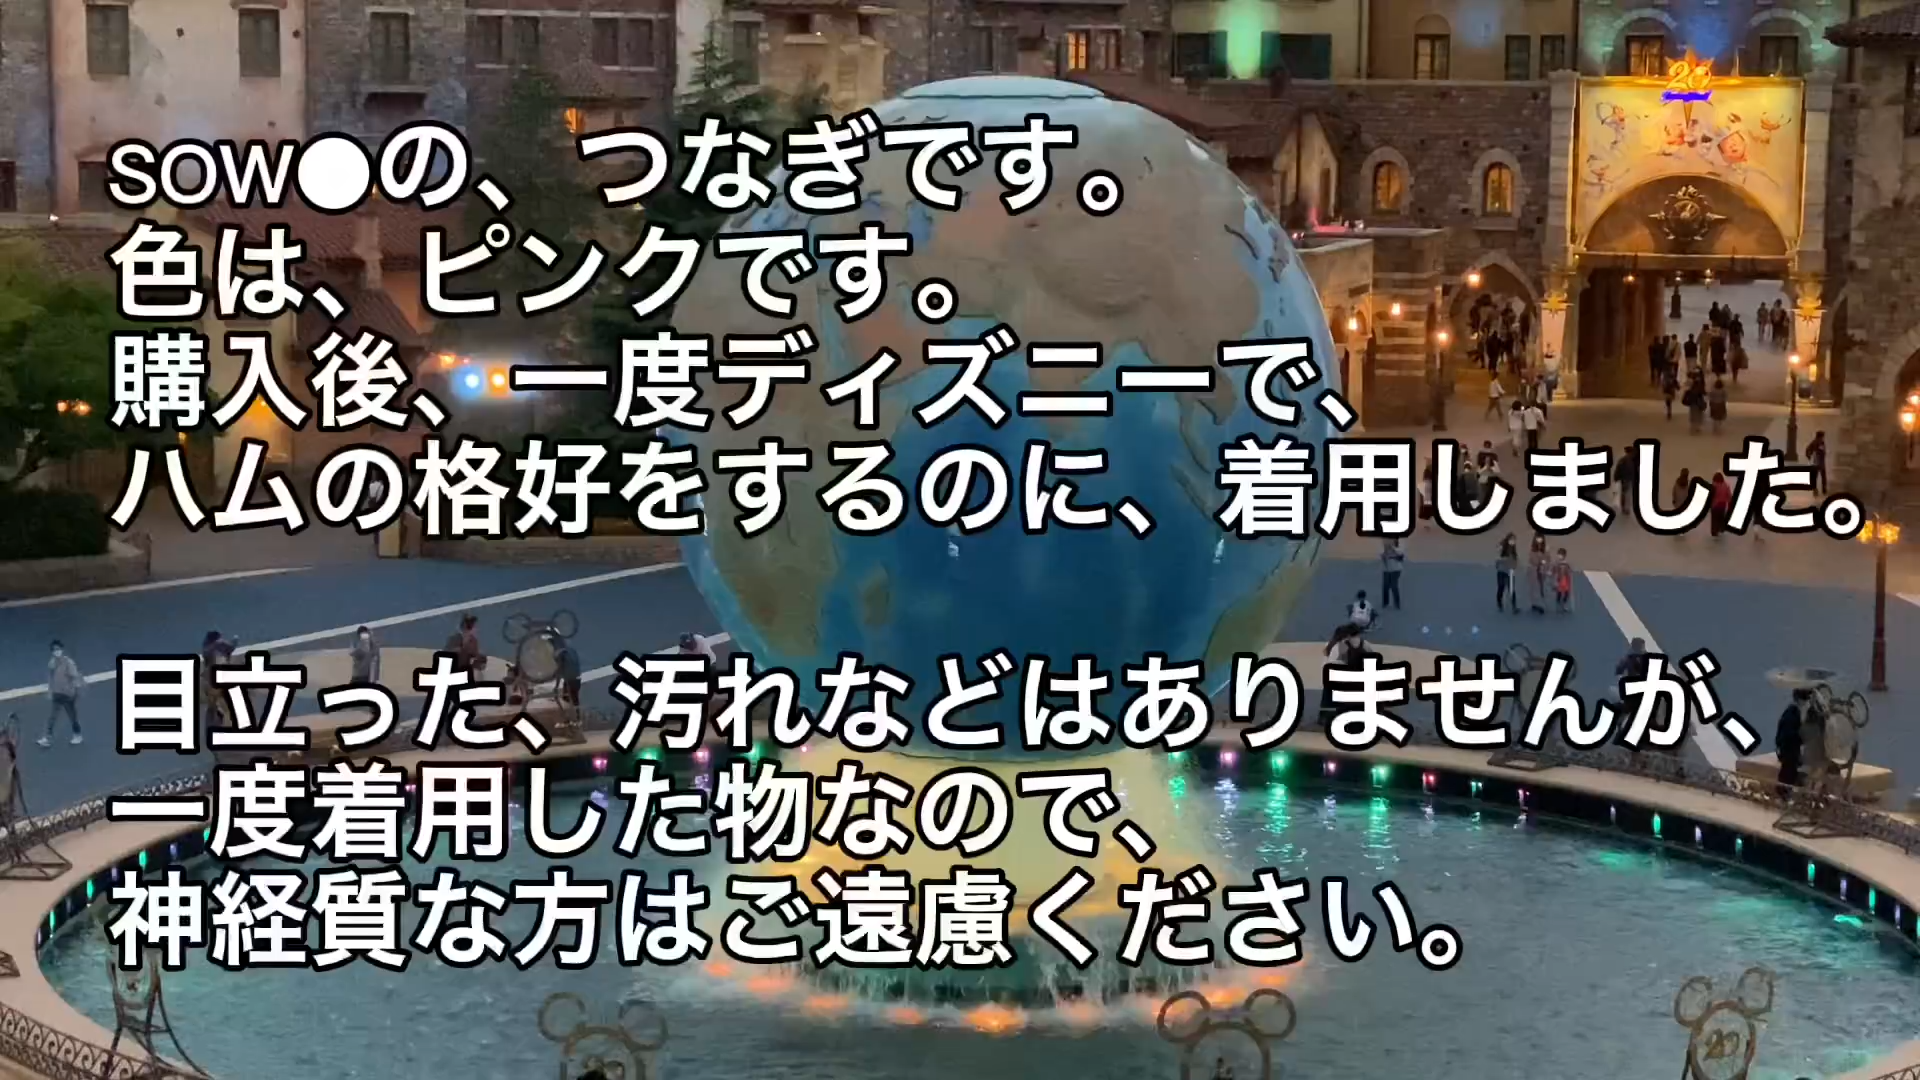 sow●の、つなぎです。
色は、ピンクです。
購入後、一度ディズニーで、
ハムの格好をするのに、着用しました。
目立った、汚れなどはありませんが、
一度着用した物なので、
神経質な方はご遠慮ください。
20
20